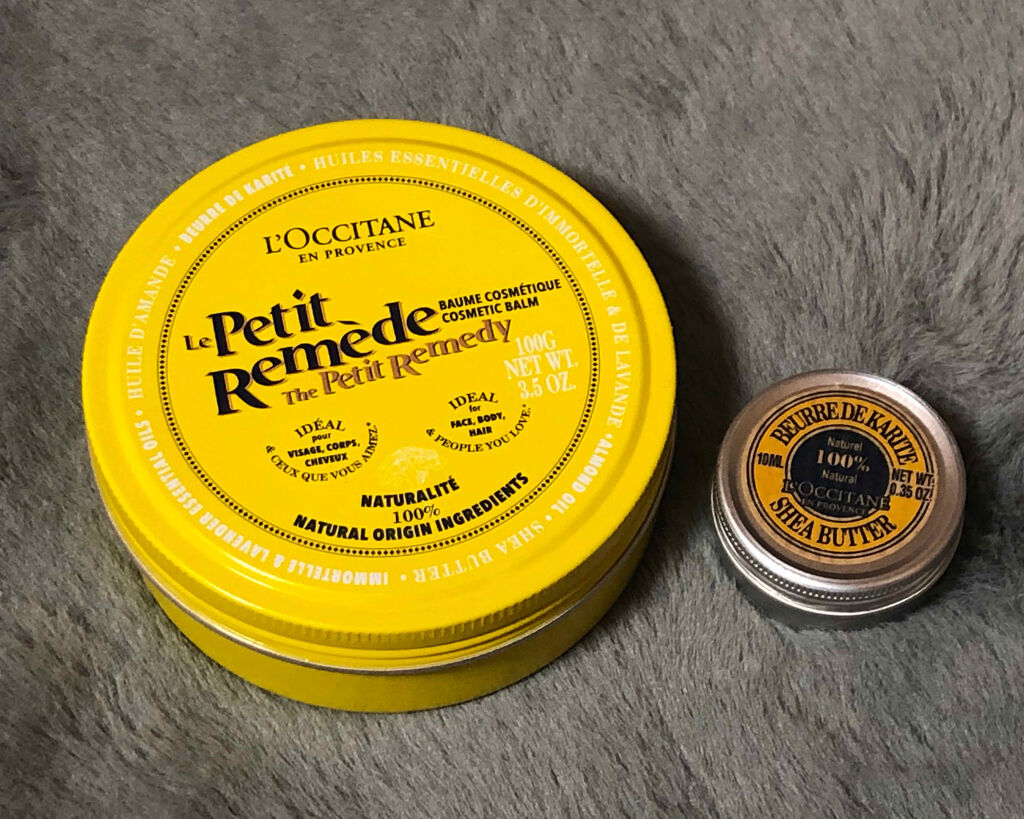 BEURRE DE KARITÉ • HUILES ESSENTIELLES D'IMMORTELLE & DE LAVANDE • ALMOND OIL • SHEA BUTTER • IMMORTELLE & LAVENDER ESSENTIAL OILS • HUILE D'AMANDE •
L'OCCITANE
EN PROVENCE
Le Petit
Remède
BAUME COSMÉTIQUE
COSMETIC BALM
The Petit Remedy
100G
NET WT.
3.5 OZ.
IDÉAL
pour
VISAGE, CORPS,
CHEVEUX
& CEUX QUE VOUS AIMEZ.*
IDEAL
for
FACE, BODY,
HAIR
& PEOPLE YOU LOVE.*
NATURALITÉ
100%
NATURAL ORIGIN INGREDIENTS
BEURRE DE KARITÉ
Naturel
100%
Natural
10ML
NET WT.
0.35 OZ.
L'OCCITANE
EN PROVENCE
SHEA BUTTER